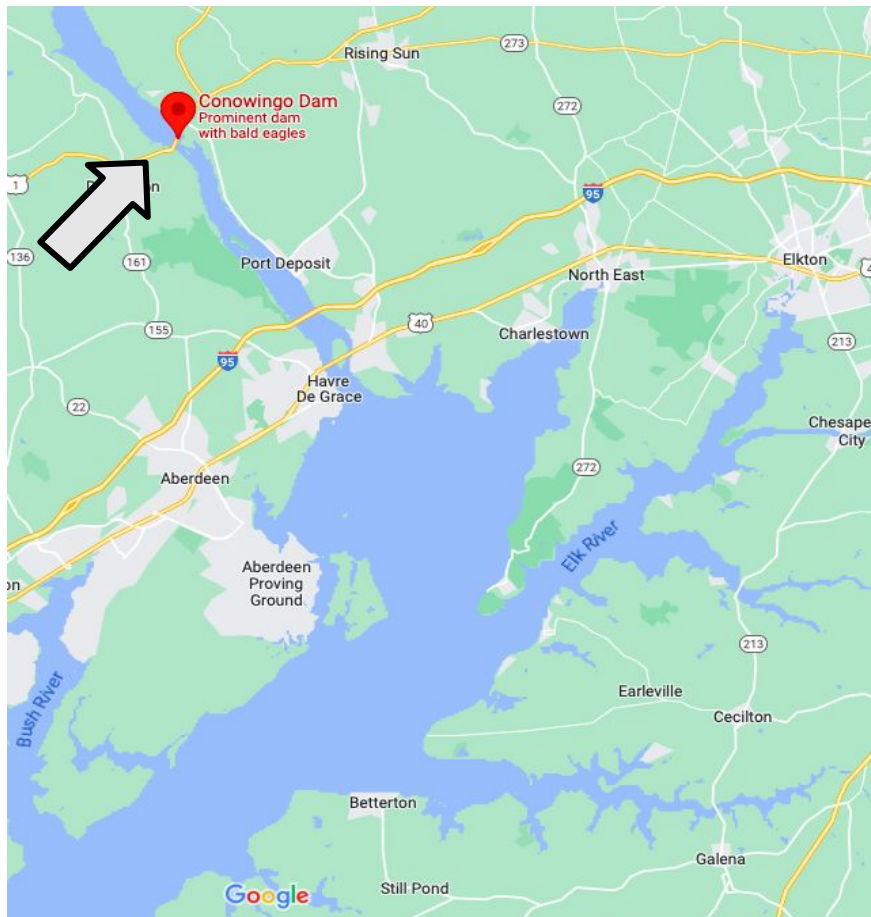 273
Rising Sun
272
Conowingo Dam
Prominent dam
with bald eagles
1
95
136
161
Port Deposit
North East
Elkton
155
40
Charlestown
213
95
Havre
De Grace
22
Chesape
City
Aberdeen
272
Elk River
Aberdeen
Proving
Ground
213
Bush River
Earleville
Cecilton
Betterton
Galena
Still Pond
Google